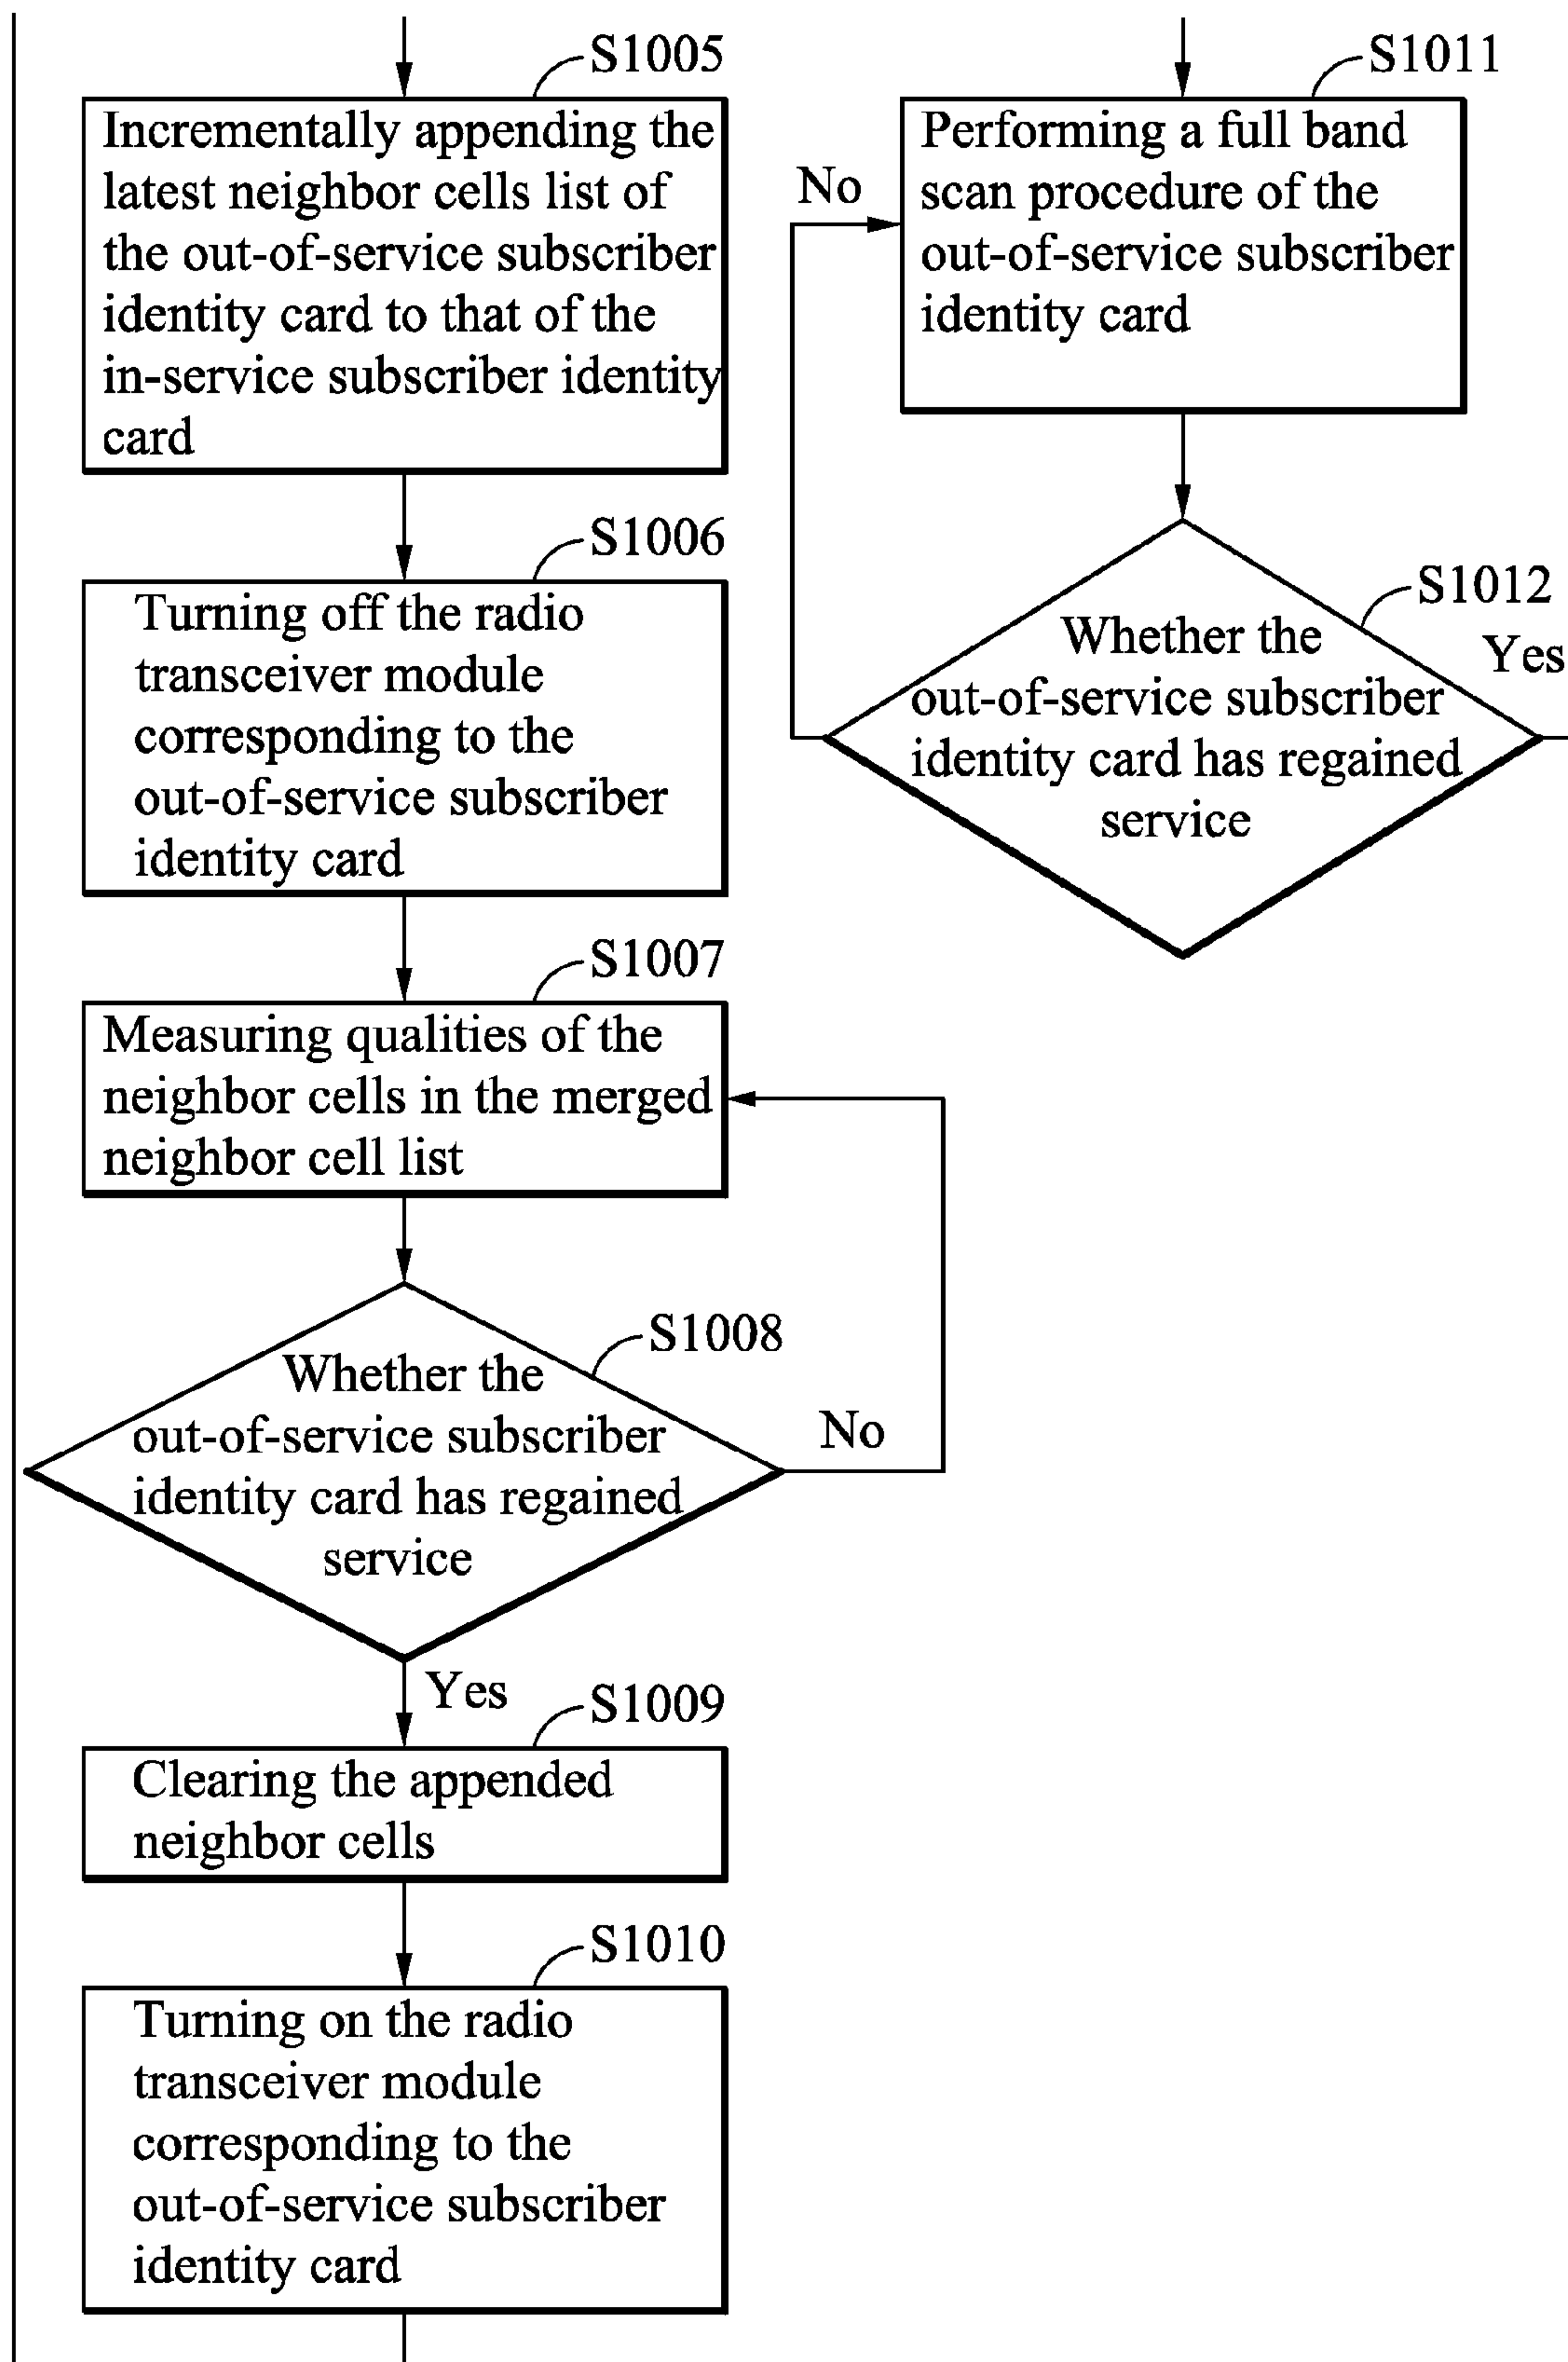 S1005
Incrementally appending the
latest neighbor cells list of
the out-of-service subscriber
identity card to that of the
in-service subscriber identity
card
S1006
Turning off the radio
transceiver module
corresponding to the
out-of-service subscriber
identity card
S1007
Measuring qualities of the
neighbor cells in the merged
neighbor cell list
S1008
Whether the
out-of-service subscriber
identity card has regained
service
No
Yes
S1009
Clearing the appended
neighbor cells
S1010
Turning on the radio
transceiver module
corresponding to the
out-of-service subscriber
identity card
S1011
Performing a full band
scan procedure of the
out-of-service subscriber
identity card
No
S1012
Whether the
out-of-service subscriber
identity card has regained
service
Yes